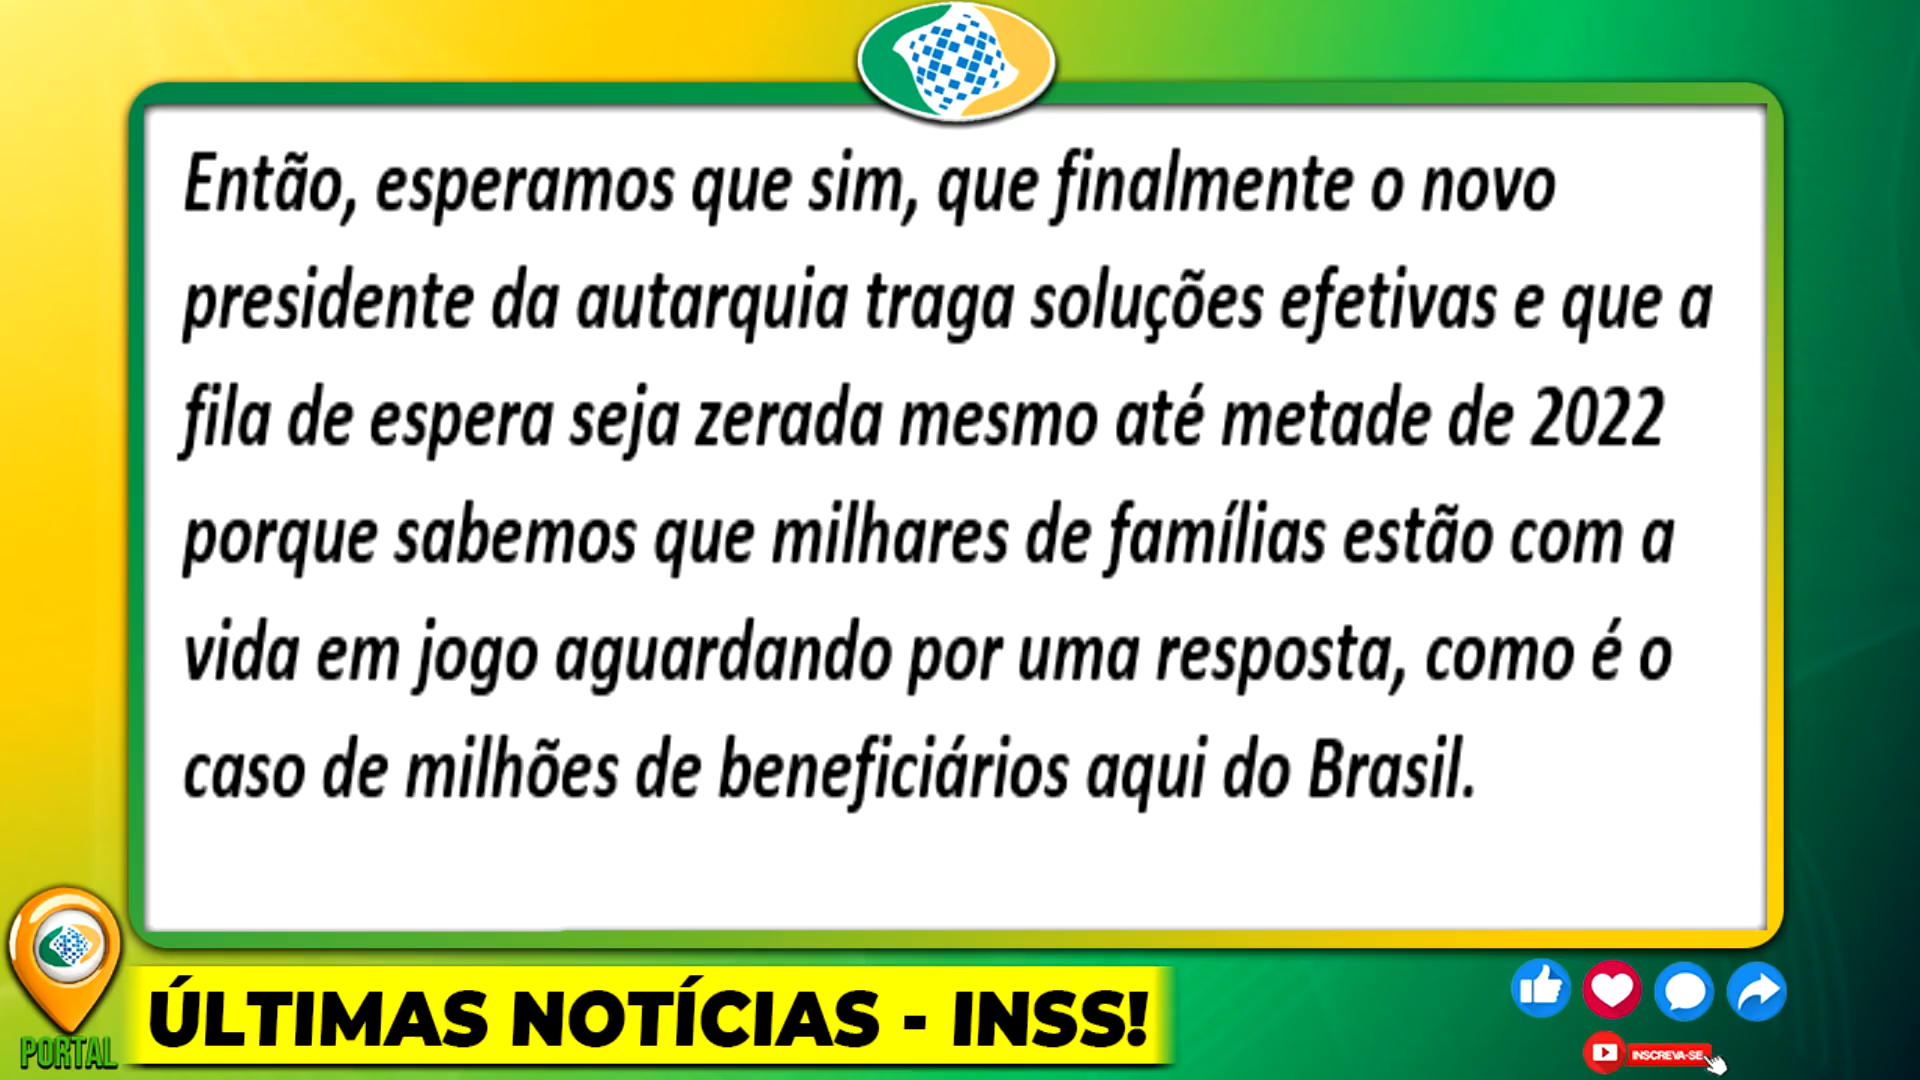 Então, esperamos que sim, que finalmente o novo
presidente da autarquia traga soluções efetivas e que a
fila de espera seja zerada mesmo até metade de 2022
porque sabemos que milhares de famílias estão com a
vida em jogo aguardando por uma resposta, como é o
caso de milhões de beneficiários aqui do Brasil.
ÚLTIMAS NOTÍCIAS - INSS!
PORTAL
INSCREVA-SE